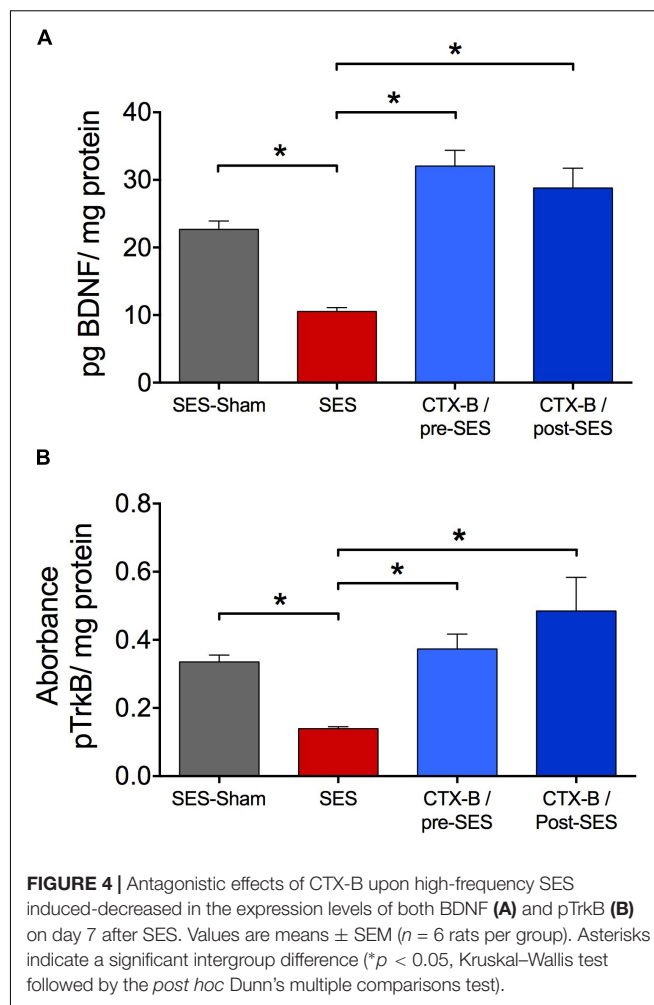 A
*
*
*
40
30
20
10
0
pg BDNF/ mg protein
SES-Sham SES CTX-B / CTX-B /
pre-SES post-SES
B
0.8
0.6
0.4
0.2
0.0
*
*
*
Aborbance
pTrkB/ mg protein
SES-Sham SES CTX-B / CTX-B /
pre-SES Post-SES
FIGURE 4 | Antagonistic effects of CTX-B upon high-frequency SES
induced-decreased in the expression levels of both BDNF (A) and pTrkB (B)
on day 7 after SES. Values are means ± SEM (n = 6 rats per group). Asterisks
indicate a significant intergroup difference (*p < 0.05, Kruskal–Wallis test
followed by the post hoc Dunn's multiple comparisons test).